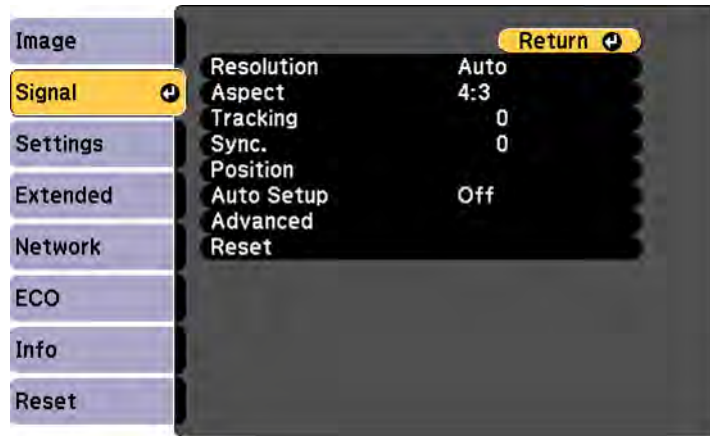 Image
Signal
Settings
Extended
Network
ECO
Info
Reset
Return
Resolution Auto
Aspect 4:3
Tracking 0
Sync. 0
Position
Auto Setup Off
Advanced
Reset